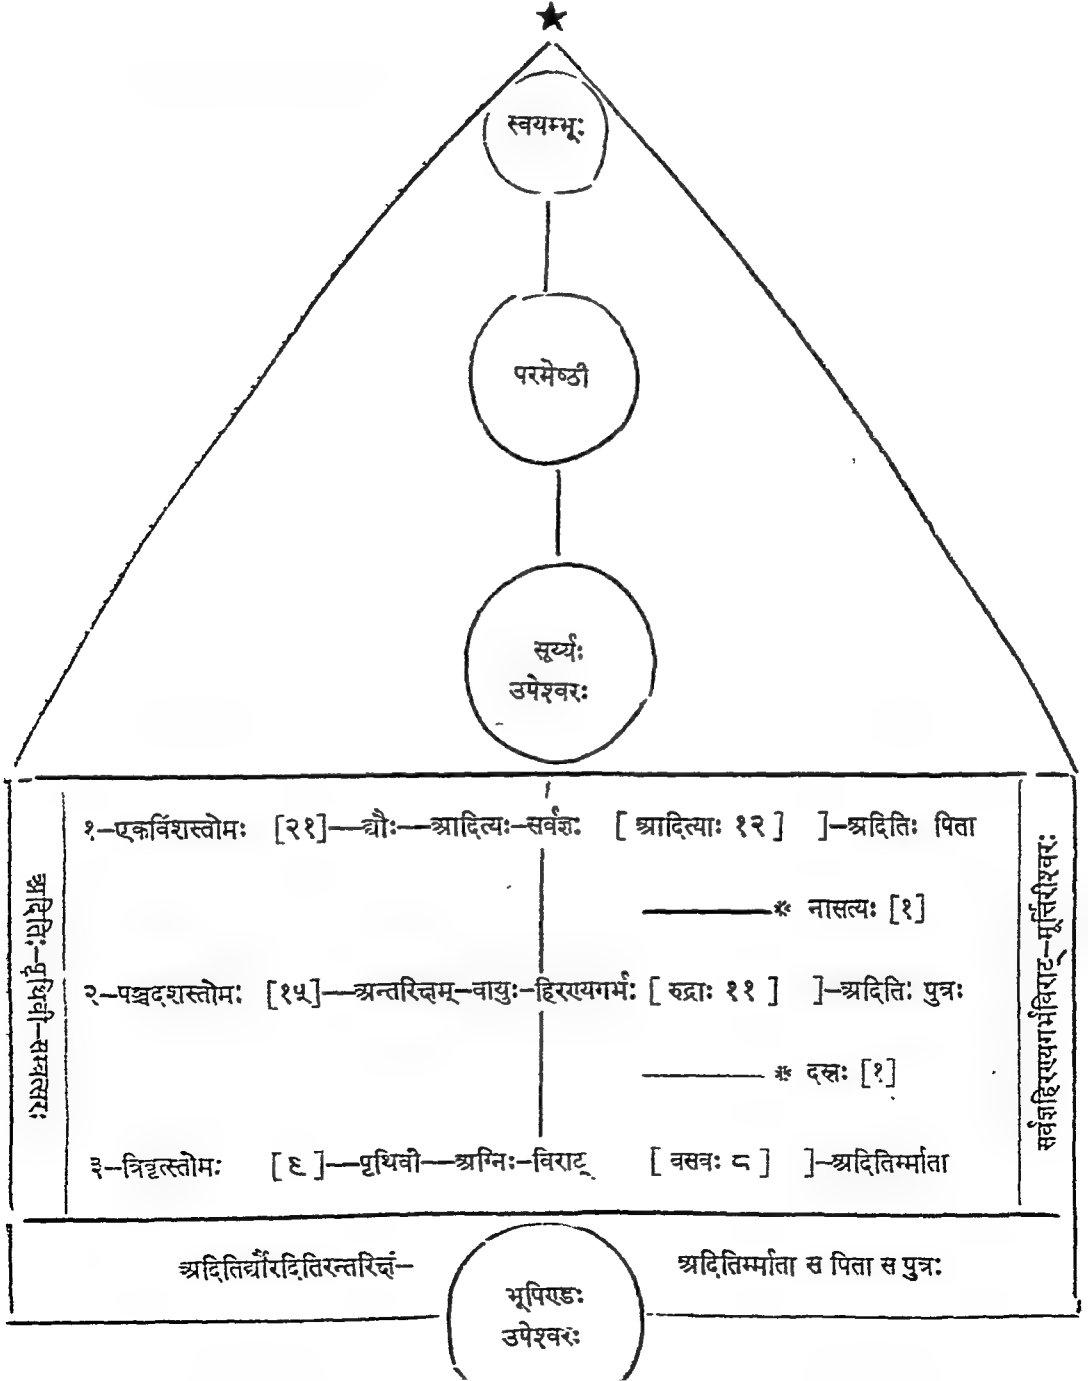 ★
स्वयम्भूः
परमेष्ठी
सूर्य्यः
उपेश्वरः
१–एकविंशस्तोमः [२१]—द्यौः—आदित्यः–सर्वज्ञः [ आदित्याः १२ ] ]–अदितिः पिता
———* नासत्यः [१]
२–पञ्चदशस्तोमः [१५]—अन्तरिक्षम्–वायुः–हिरण्यगर्भः [ रुद्राः ११ ] ]–अदितिः पुत्रः
———* दस्रः [१]
३–त्रिवृत्स्तोमः [९]—पृथिवी—अग्निः–विराट् [ वसवः ८ ] ]–अदितिर्म्माता
अदितिः–पृथिवी–सम्वत्सरः
सर्वज्ञहिरण्यगर्भविराट्–मूर्त्तिरीश्वरः
अदितिर्द्यौरदितिरन्तरिक्षं–
अदितिर्म्माता स पिता स पुत्रः
भूपिण्डः
उपेश्वरः